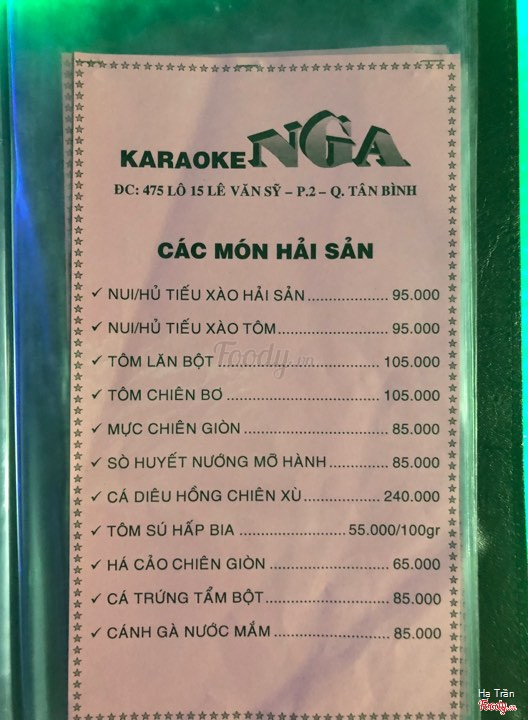 KARAOKE NGA
ĐC: 475 LÔ 15 LÊ VĂN SỸ – P.2 – Q. TÂN BÌNH
CÁC MÓN HẢI SẢN
✓ NUI/HỦ TIẾU XÀO HẢI SẢN.................... 95.000
✓ NUI/HỦ TIẾU XÀO TÔM........................... 95.000
Foody.vn
✓ TÔM LĂN BỘT ........................................ 105.000
✓ TÔM CHIÊN BƠ ...................................... 105.000
✓ MỰC CHIÊN GIÒN.................................... 85.000
✓ SÒ HUYẾT NƯỚNG MỠ HÀNH............... 85.000
✓ CÁ DIÊU HỒNG CHIÊN XÙ................... 240.000
✓ TÔM SÚ HẤP BIA ........................... 55.000/100gr
✓ HÁ CẢO CHIÊN GIÒN.............................. 65.000
✓ CÁ TRỨNG TẨM BỘT.............................. 85.000
✓ CÁNH GÀ NƯỚC MẮM............................ 85.000
Hạ Trân
Foody.vn